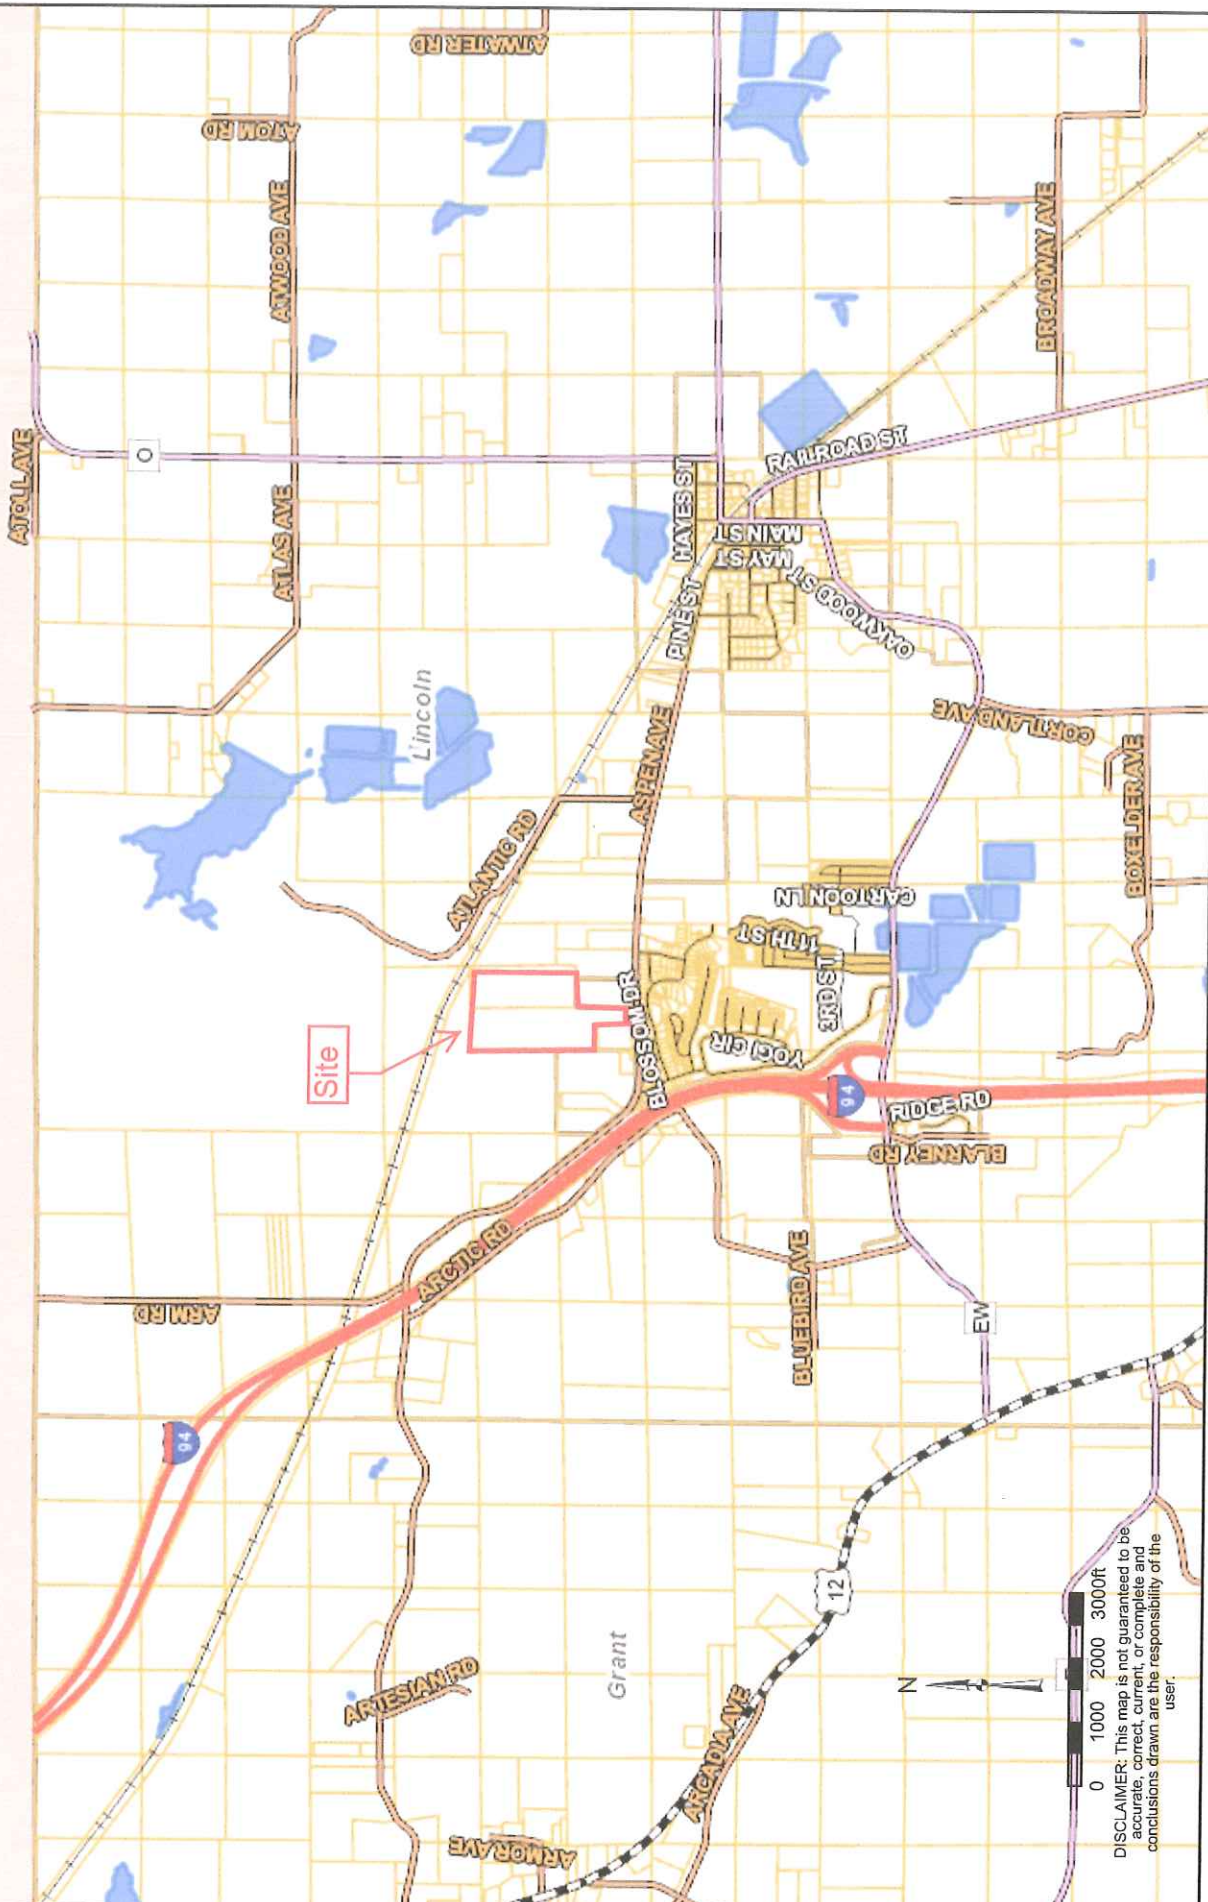 ATWATER RD
ATOM RD
ATWOOD AVE
BROADWAY AVE
ATOLL AVE
O
ATLAS AVE
HAYES ST
RAILROAD ST
MAIN ST
MAY ST
PINE ST
OAKWOOD ST
Lincoln
ASPEN AVE
CORTLAND AVE
BOXELDER AVE
ATLANTIC RD
CARTOON LN
11TH ST
3RD ST
Site
BLOSSOM DR
YOGI CIR
94
RIDGE RD
BLARNEY RD
ARM RD
ARCTIC RD
BLUEBIRD AVE
EW
94
12
Grant
ARTESIAN RD
ARCADIA AVE
ARMOR AVE
N
0 1000 2000 3000ft
DISCLAIMER: This map is not guaranteed to be
accurate, correct, current, or complete and
conclusions drawn are the responsibility of the
user.